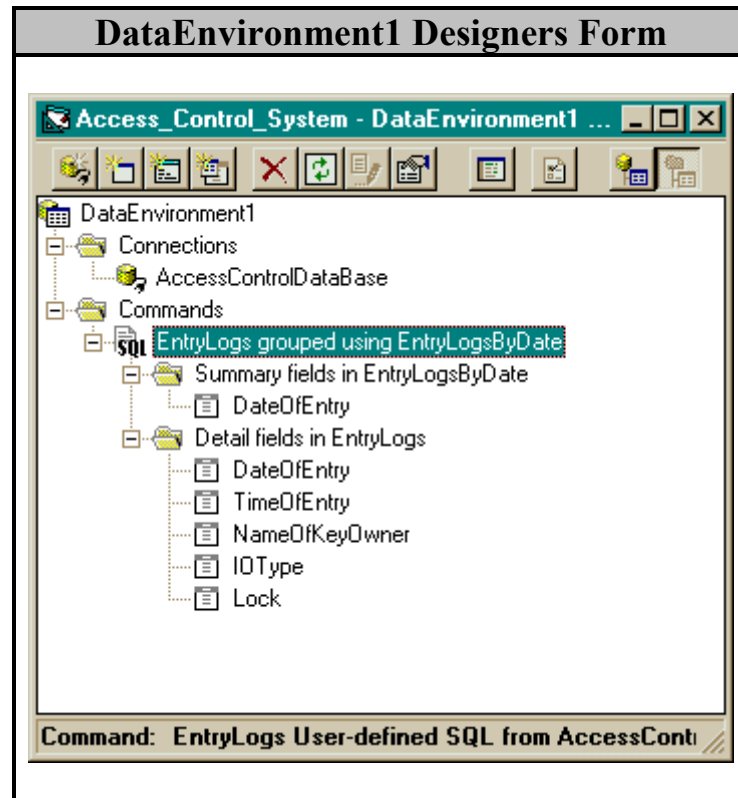 DataEnvironment1 Designers Form
Access_Control_System - DataEnvironment1 ...
DataEnvironment1
Connections
AccessControlDataBase
Commands
SQL EntryLogs grouped using EntryLogsByDate
Summary fields in EntryLogsByDate
DateOfEntry
Detail fields in EntryLogs
DateOfEntry
TimeOfEntry
NameOfKeyOwner
IOType
Lock
Command: EntryLogs User-defined SQL from AccessConti